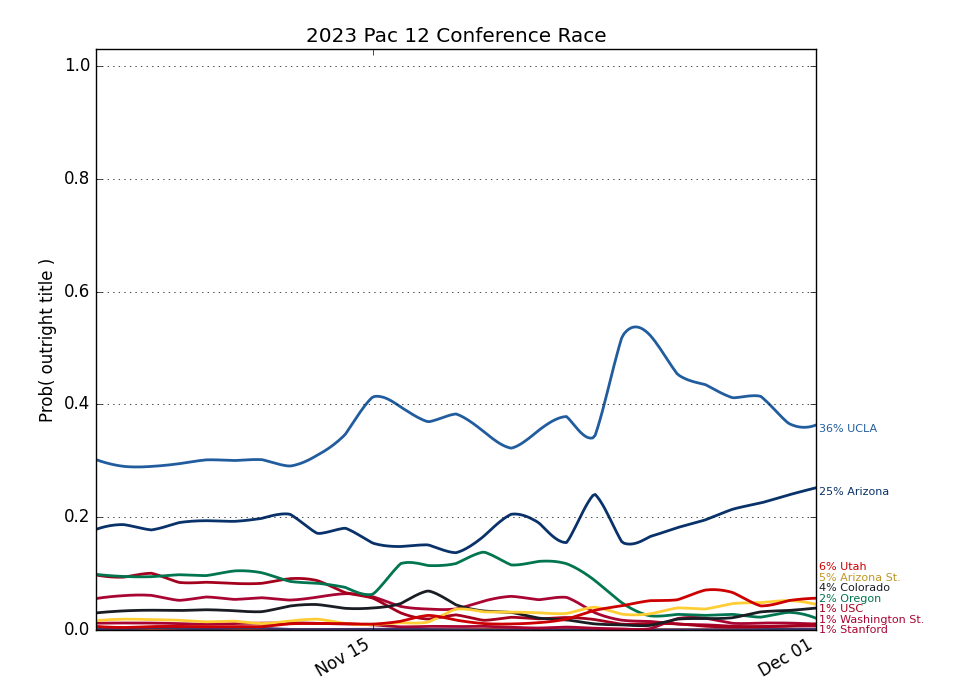 2023 Pac 12 Conference Race
Prob( outright title )
1.0
0.8
0.6
0.4
0.2
0.0
Nov 15
Dec 01
36% UCLA
25% Arizona
6% Utah
5% Arizona St.
4% Colorado
2% Oregon
1% USC
1% Washington St.
1% Stanford